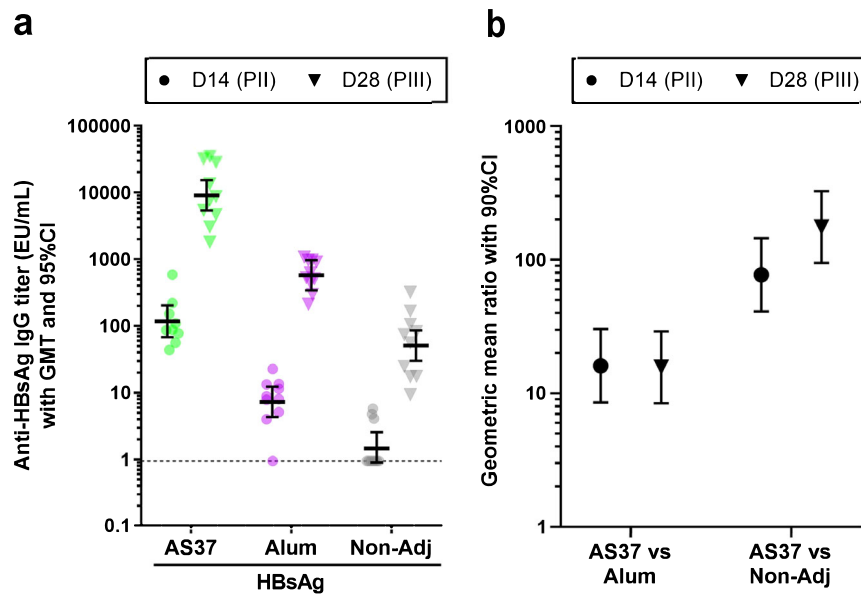 a
D14 (PII) D28 (PIII)
Anti-HBsAg IgG titer (EU/mL)
with GMT and 95%CI
100000
10000
1000
100
10
1
0.1
AS37 Alum Non-Adj
HBsAg
b
D14 (PII) D28 (PIII)
Geometric mean ratio with 90%CI
1000
100
10
1
AS37 vs
Alum
AS37 vs
Non-Adj